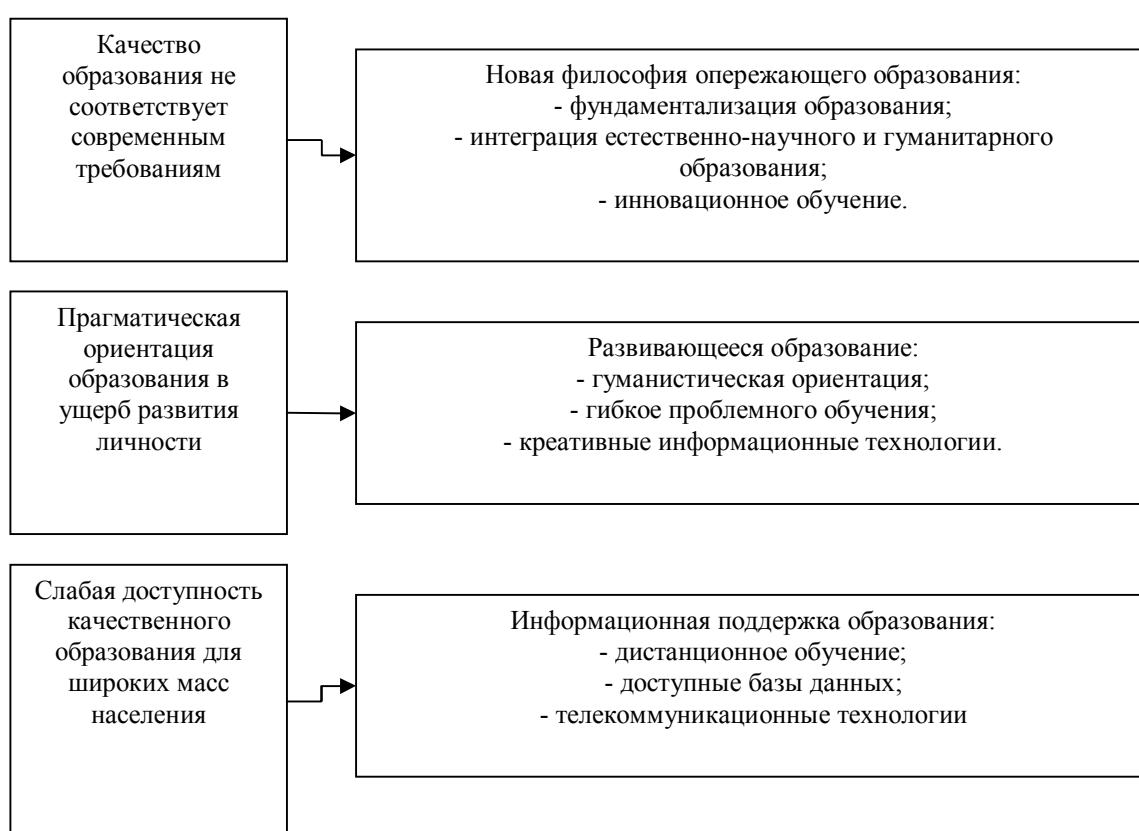 Качество
образования не
соответствует
современным
требованиям
Новая философия опережающего образования:
- фундаментализация образования;
- интеграция естественно-научного и гуманитарного
образования;
- инновационное обучение.
Прагматическая
ориентация
образования в
ущерб развития
личности
Развивающееся образование:
- гуманистическая ориентация;
- гибкое проблемного обучения;
- креативные информационные технологии.
Слабая доступность
качественного
образования для
широких масс
населения
Информационная поддержка образования:
- дистанционное обучение;
- доступные базы данных;
- телекоммуникационные технологии